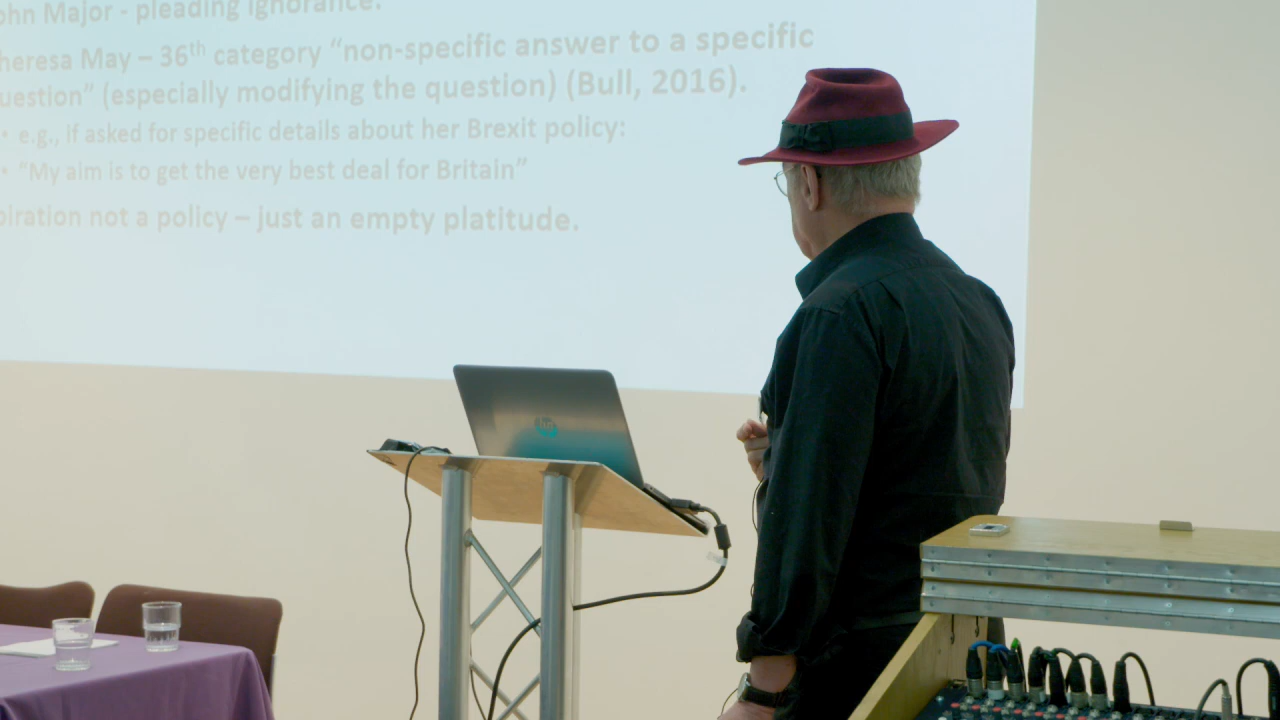 ohn Major - pleading ignorance.
heresa May – 36th category “non-specific answer to a specific
uestion” (especially modifying the question) (Bull, 2016).
• e.g., if asked for specific details about her Brexit policy:
• “My aim is to get the very best deal for Britain”
piration not a policy – just an empty platitude.
hp